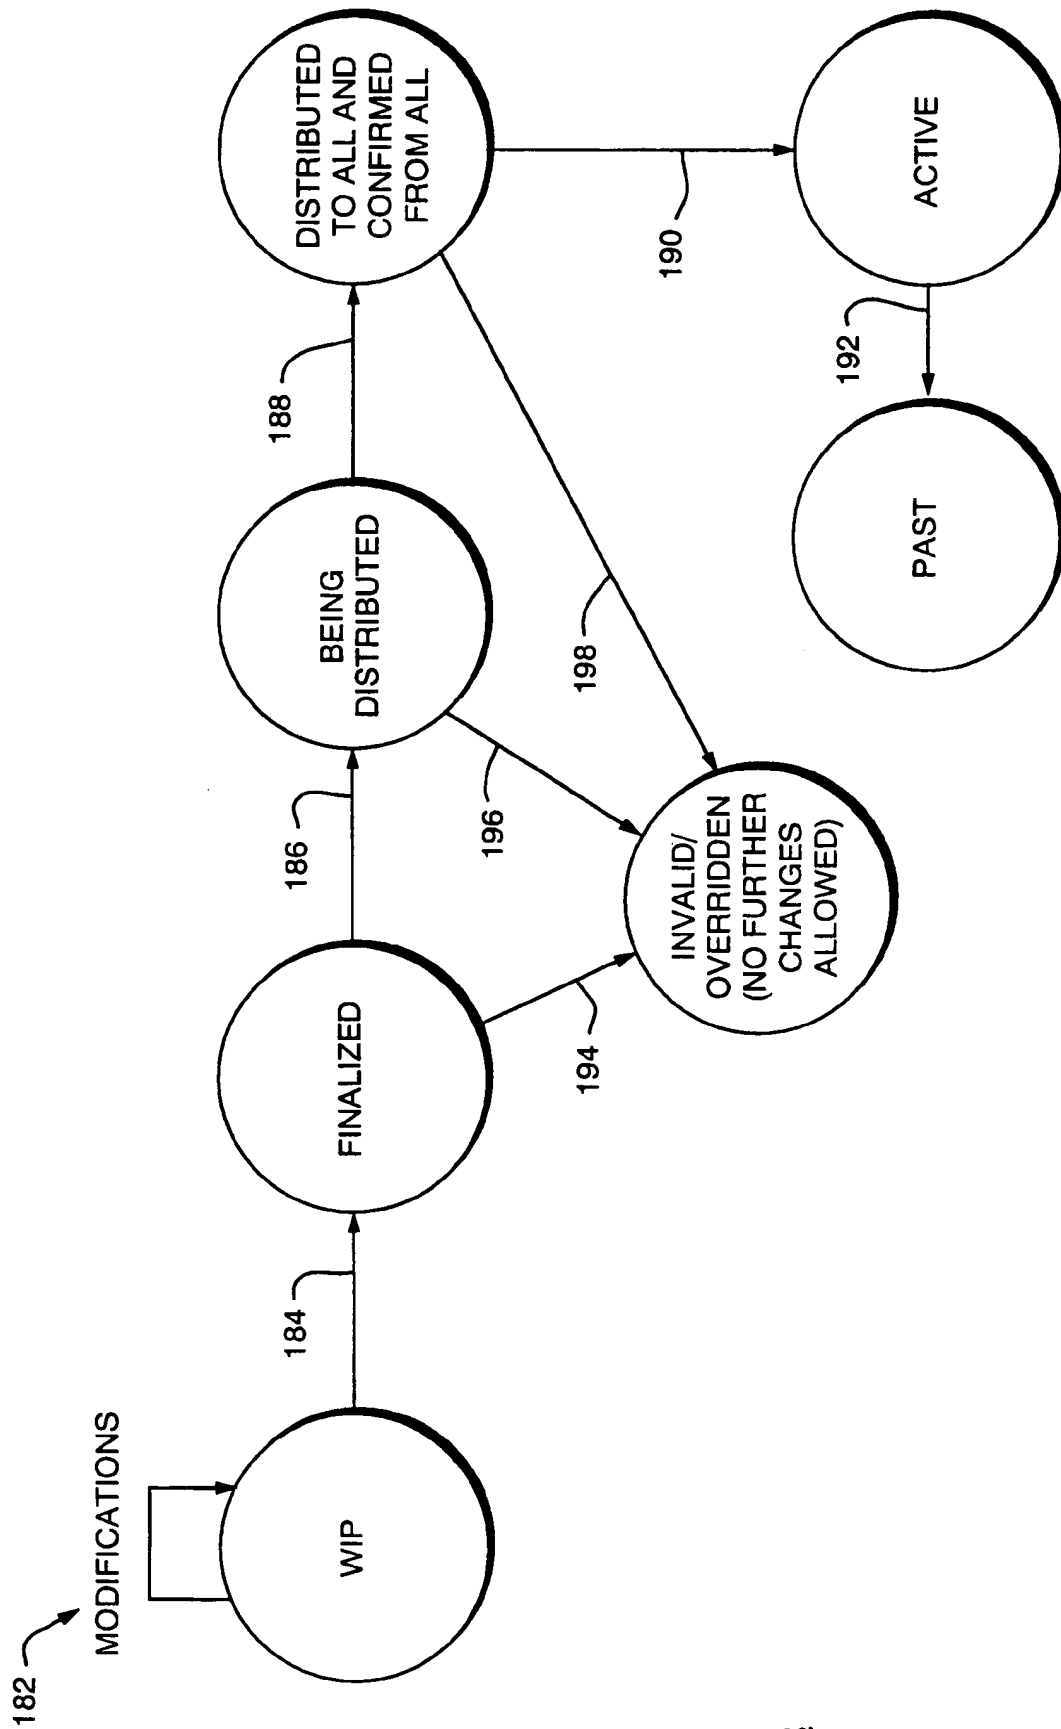 182
MODIFICATIONS
WIP
184
FINALIZED
186
BEING
DISTRIBUTED
188
DISTRIBUTED
TO ALL AND
CONFIRMED
FROM ALL
194
196
198
190
INVALID/
OVERRIDDEN
(NO FURTHER
CHANGES
ALLOWED)
PAST
192
ACTIVE